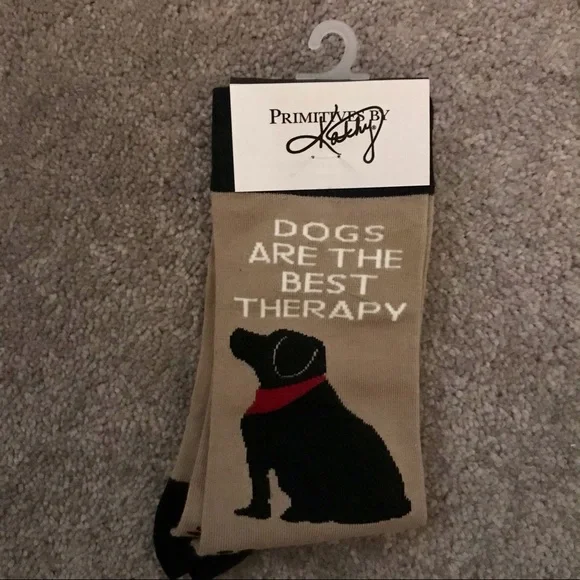 PRIMITIVES BY
Kathy®
DOGS
ARE THE
BEST
THERAPY